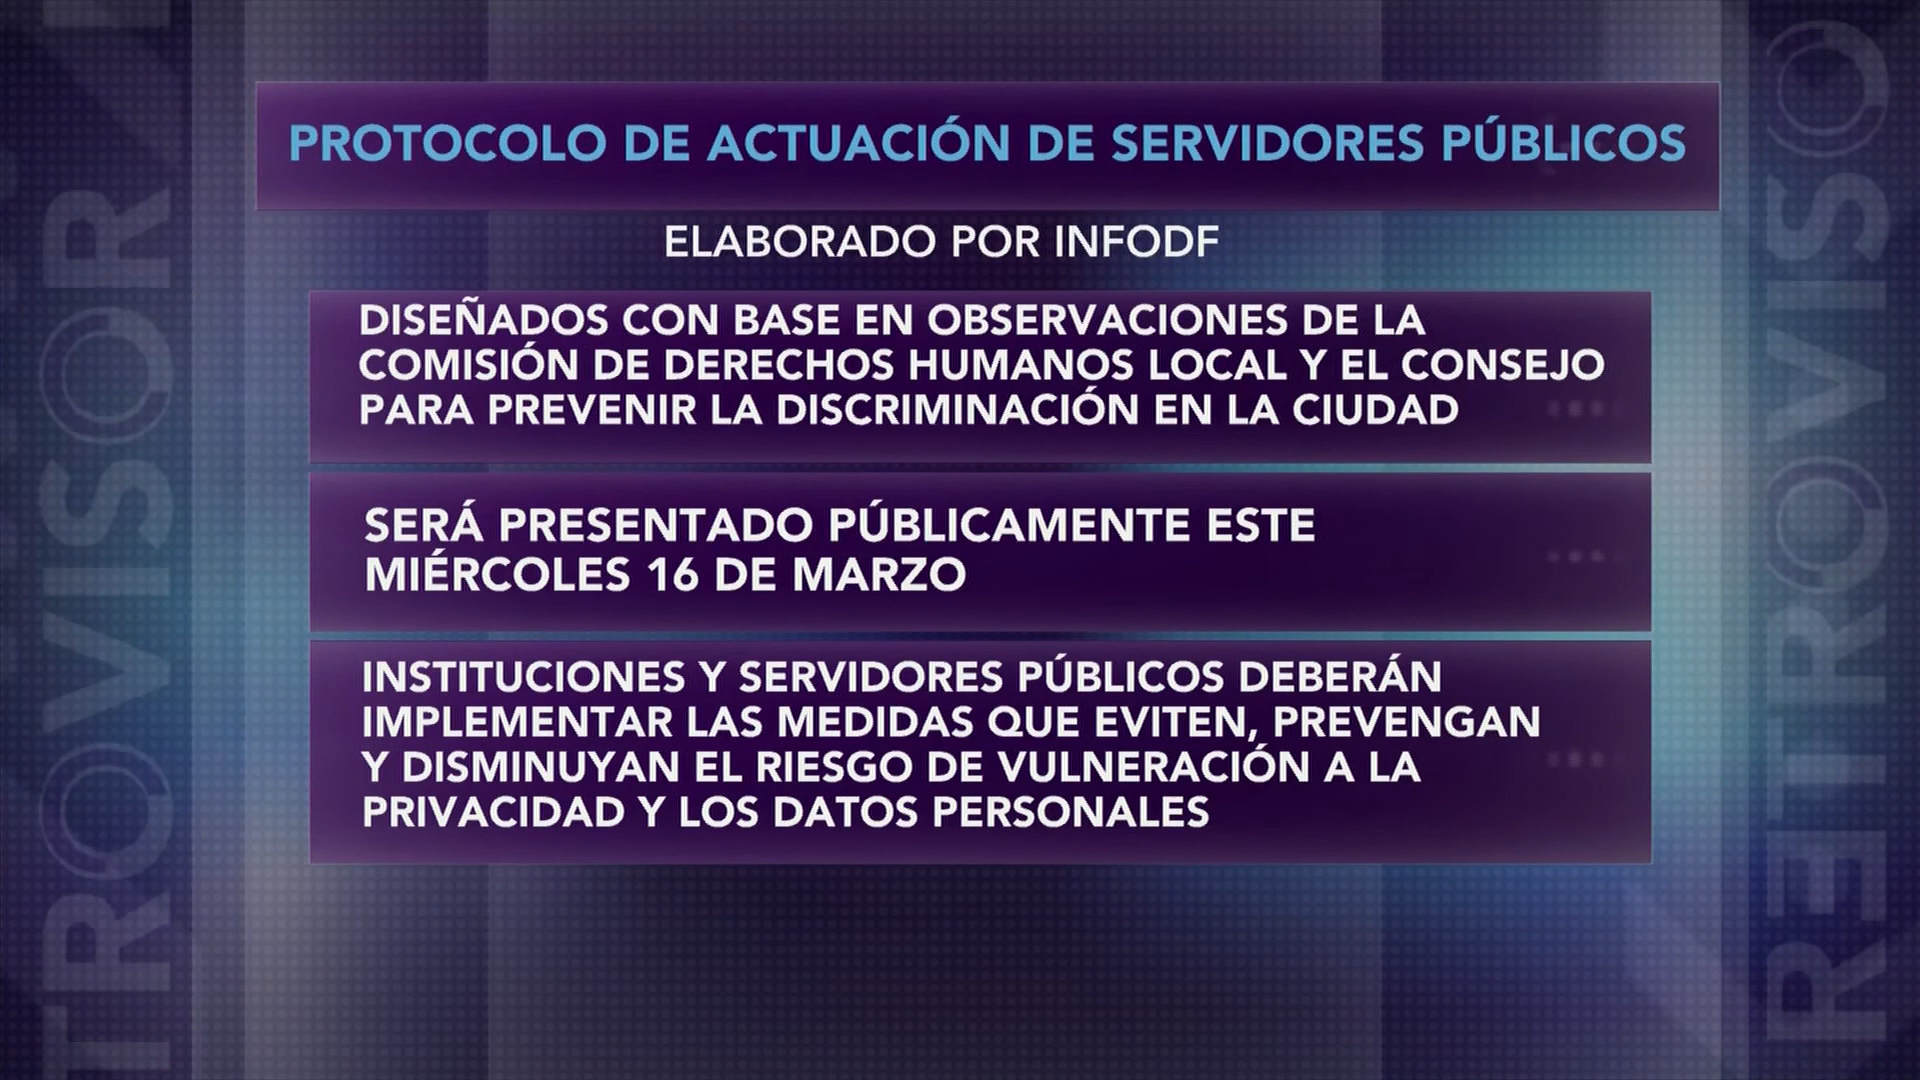 PROTOCOLO DE ACTUACIÓN DE SERVIDORES PÚBLICOS
ELABORADO POR INFODF
DISEÑADOS CON BASE EN OBSERVACIONES DE LA
COMISIÓN DE DERECHOS HUMANOS LOCAL Y EL CONSEJO
PARA PREVENIR LA DISCRIMINACIÓN EN LA CIUDAD
SERÁ PRESENTADO PÚBLICAMENTE ESTE
MIÉRCOLES 16 DE MARZO
INSTITUCIONES Y SERVIDORES PÚBLICOS DEBERÁN
IMPLEMENTAR LAS MEDIDAS QUE EVITEN, PREVENGAN
Y DISMINUYAN EL RIESGO DE VULNERACIÓN A LA
PRIVACIDAD Y LOS DATOS PERSONALES
TROVISOR
RETROVISO